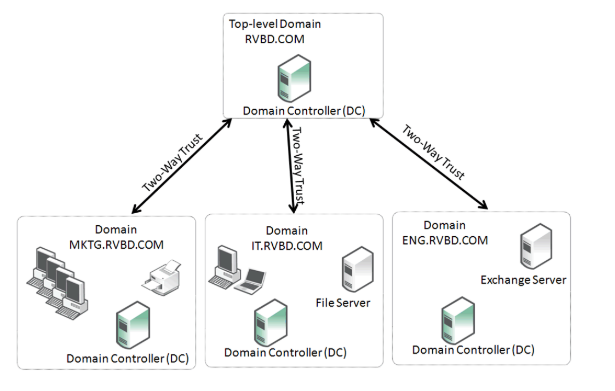 Top-level Domain
RVBD.COM
Domain Controller (DC)
Two-Way Trust
Two-Way Trust
Two-Way Trust
Domain
MKTG.RVBD.COM
Domain Controller (DC)
Domain
IT.RVBD.COM
File Server
Domain Controller (DC)
Domain
ENG.RVBD.COM
Exchange Server
Domain Controller (DC)